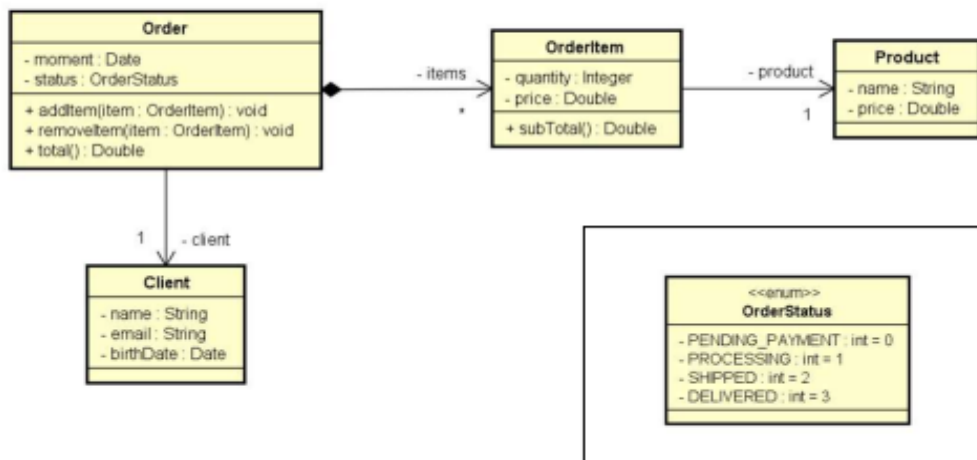 Order
- moment : Date
- status : OrderStatus
+ addItem(item : OrderItem) : void
+ removeItem(item : OrderItem) : void
+ total() : Double
- items
*
OrderItem
- quantity : Integer
- price : Double
+ subTotal() : Double
- product
1
Product
- name : String
- price : Double
1
- client
Client
- name : String
- email : String
- birthDate : Date
<<enum>>
OrderStatus
- PENDING_PAYMENT : int = 0
- PROCESSING : int = 1
- SHIPPED : int = 2
- DELIVERED : int = 3